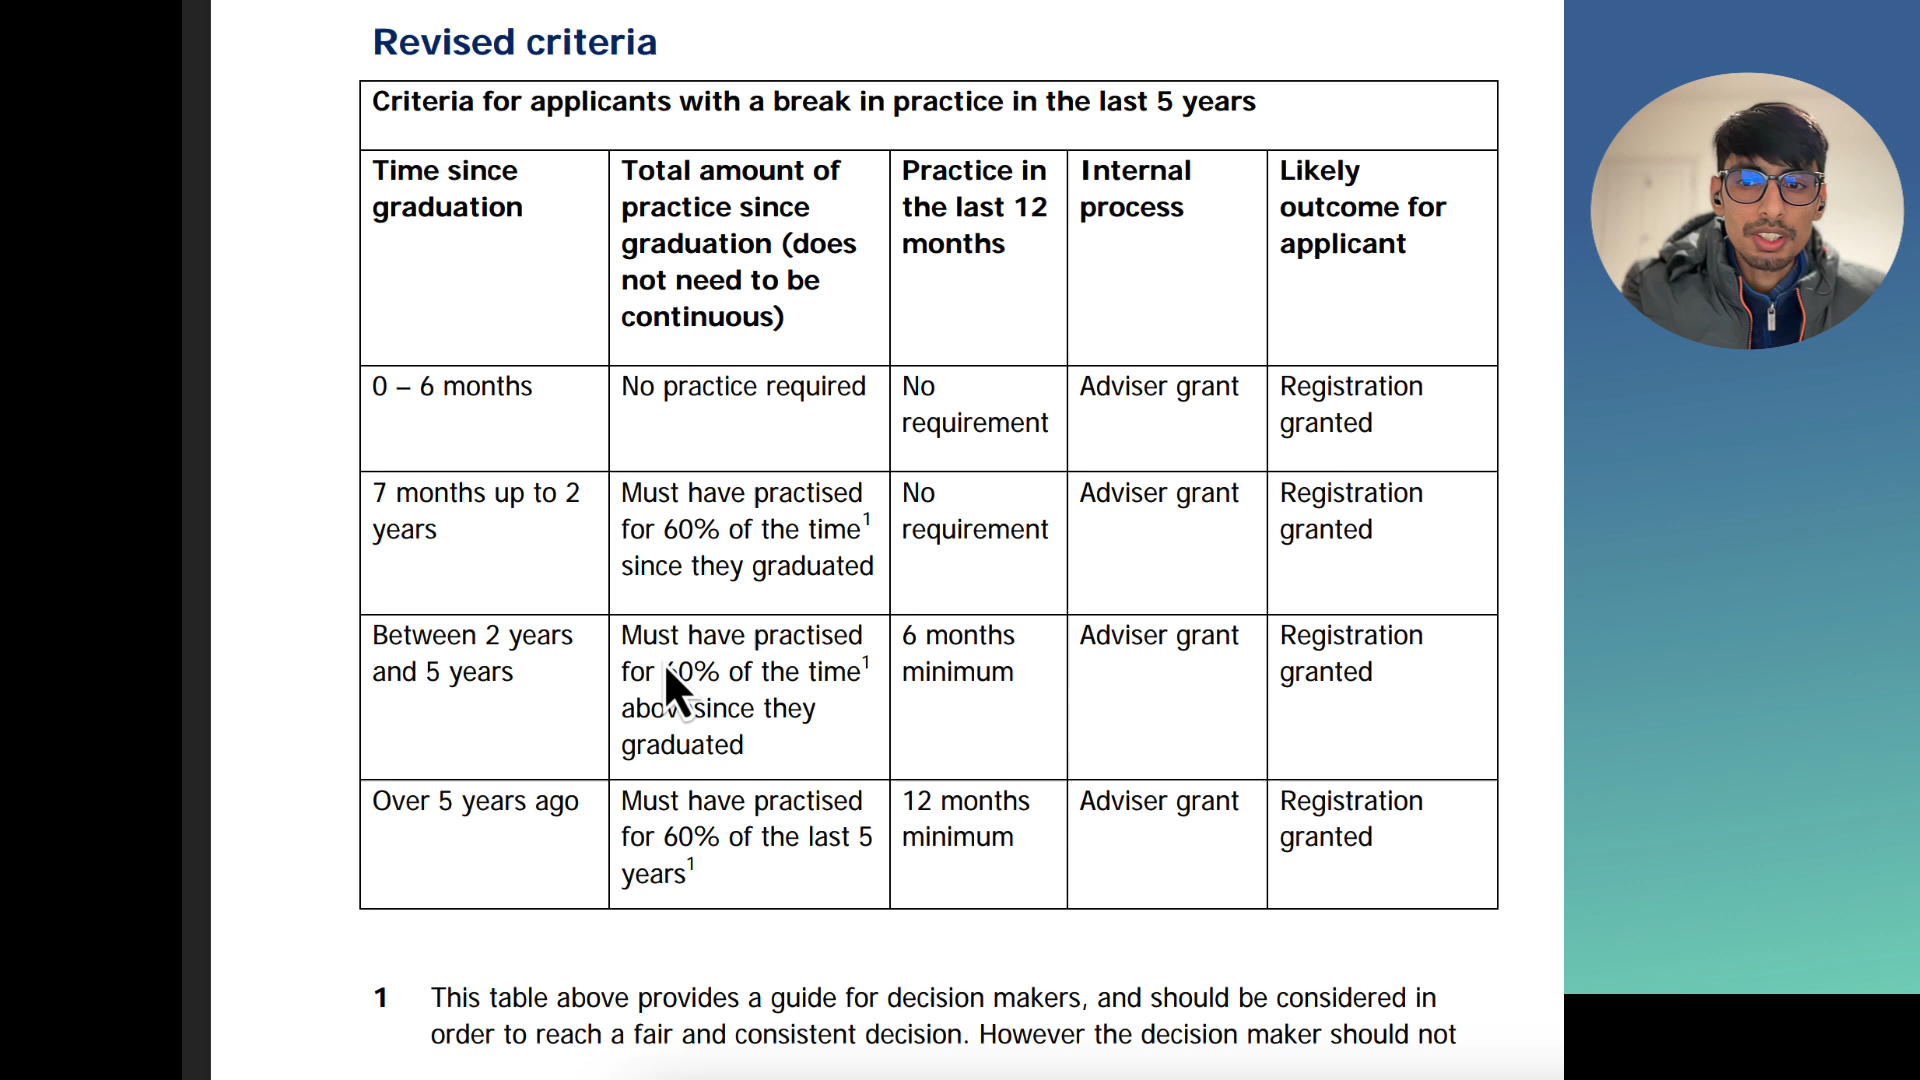 Revised criteria
Criteria for applicants with a break in practice in the last 5 years
Time since
graduation
Total amount of
practice since
graduation (does
not need to be
continuous)
Practice in
the last 12
months
Internal
process
Likely
outcome for
applicant
0 – 6 months
No practice required
No
requirement
Adviser grant
Registration
granted
7 months up to 2
years
Must have practised
for 60% of the time¹
since they graduated
No
requirement
Adviser grant
Registration
granted
Between 2 years
and 5 years
Must have practised
for 60% of the time¹
above since they
graduated
6 months
minimum
Adviser grant
Registration
granted
Over 5 years ago
Must have practised
for 60% of the last 5
years¹
12 months
minimum
Adviser grant
Registration
granted
1 This table above provides a guide for decision makers, and should be considered in
order to reach a fair and consistent decision. However the decision maker should not